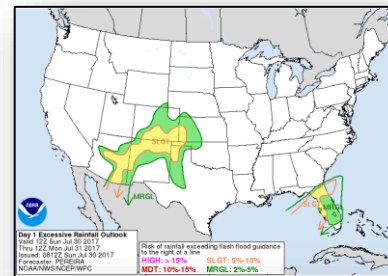 SLGT
MRGL
MRGL
Day 1 Excessive Rainfall Outlook
Valid 12Z Sun Jul 30 2017
Thru 12Z Mon Jul 31 2017
Issued: 0812Z Sun Jul 30 2017
Forecaster: PEREIRA
NOAA/NWS/NCEP/WPC
Risk of rainfall exceeding flash flood guidance
to the right of a line
HIGH: > 15% SLGT: 5%-10%
MDT: 10%-15% MRGL: 2%-5%